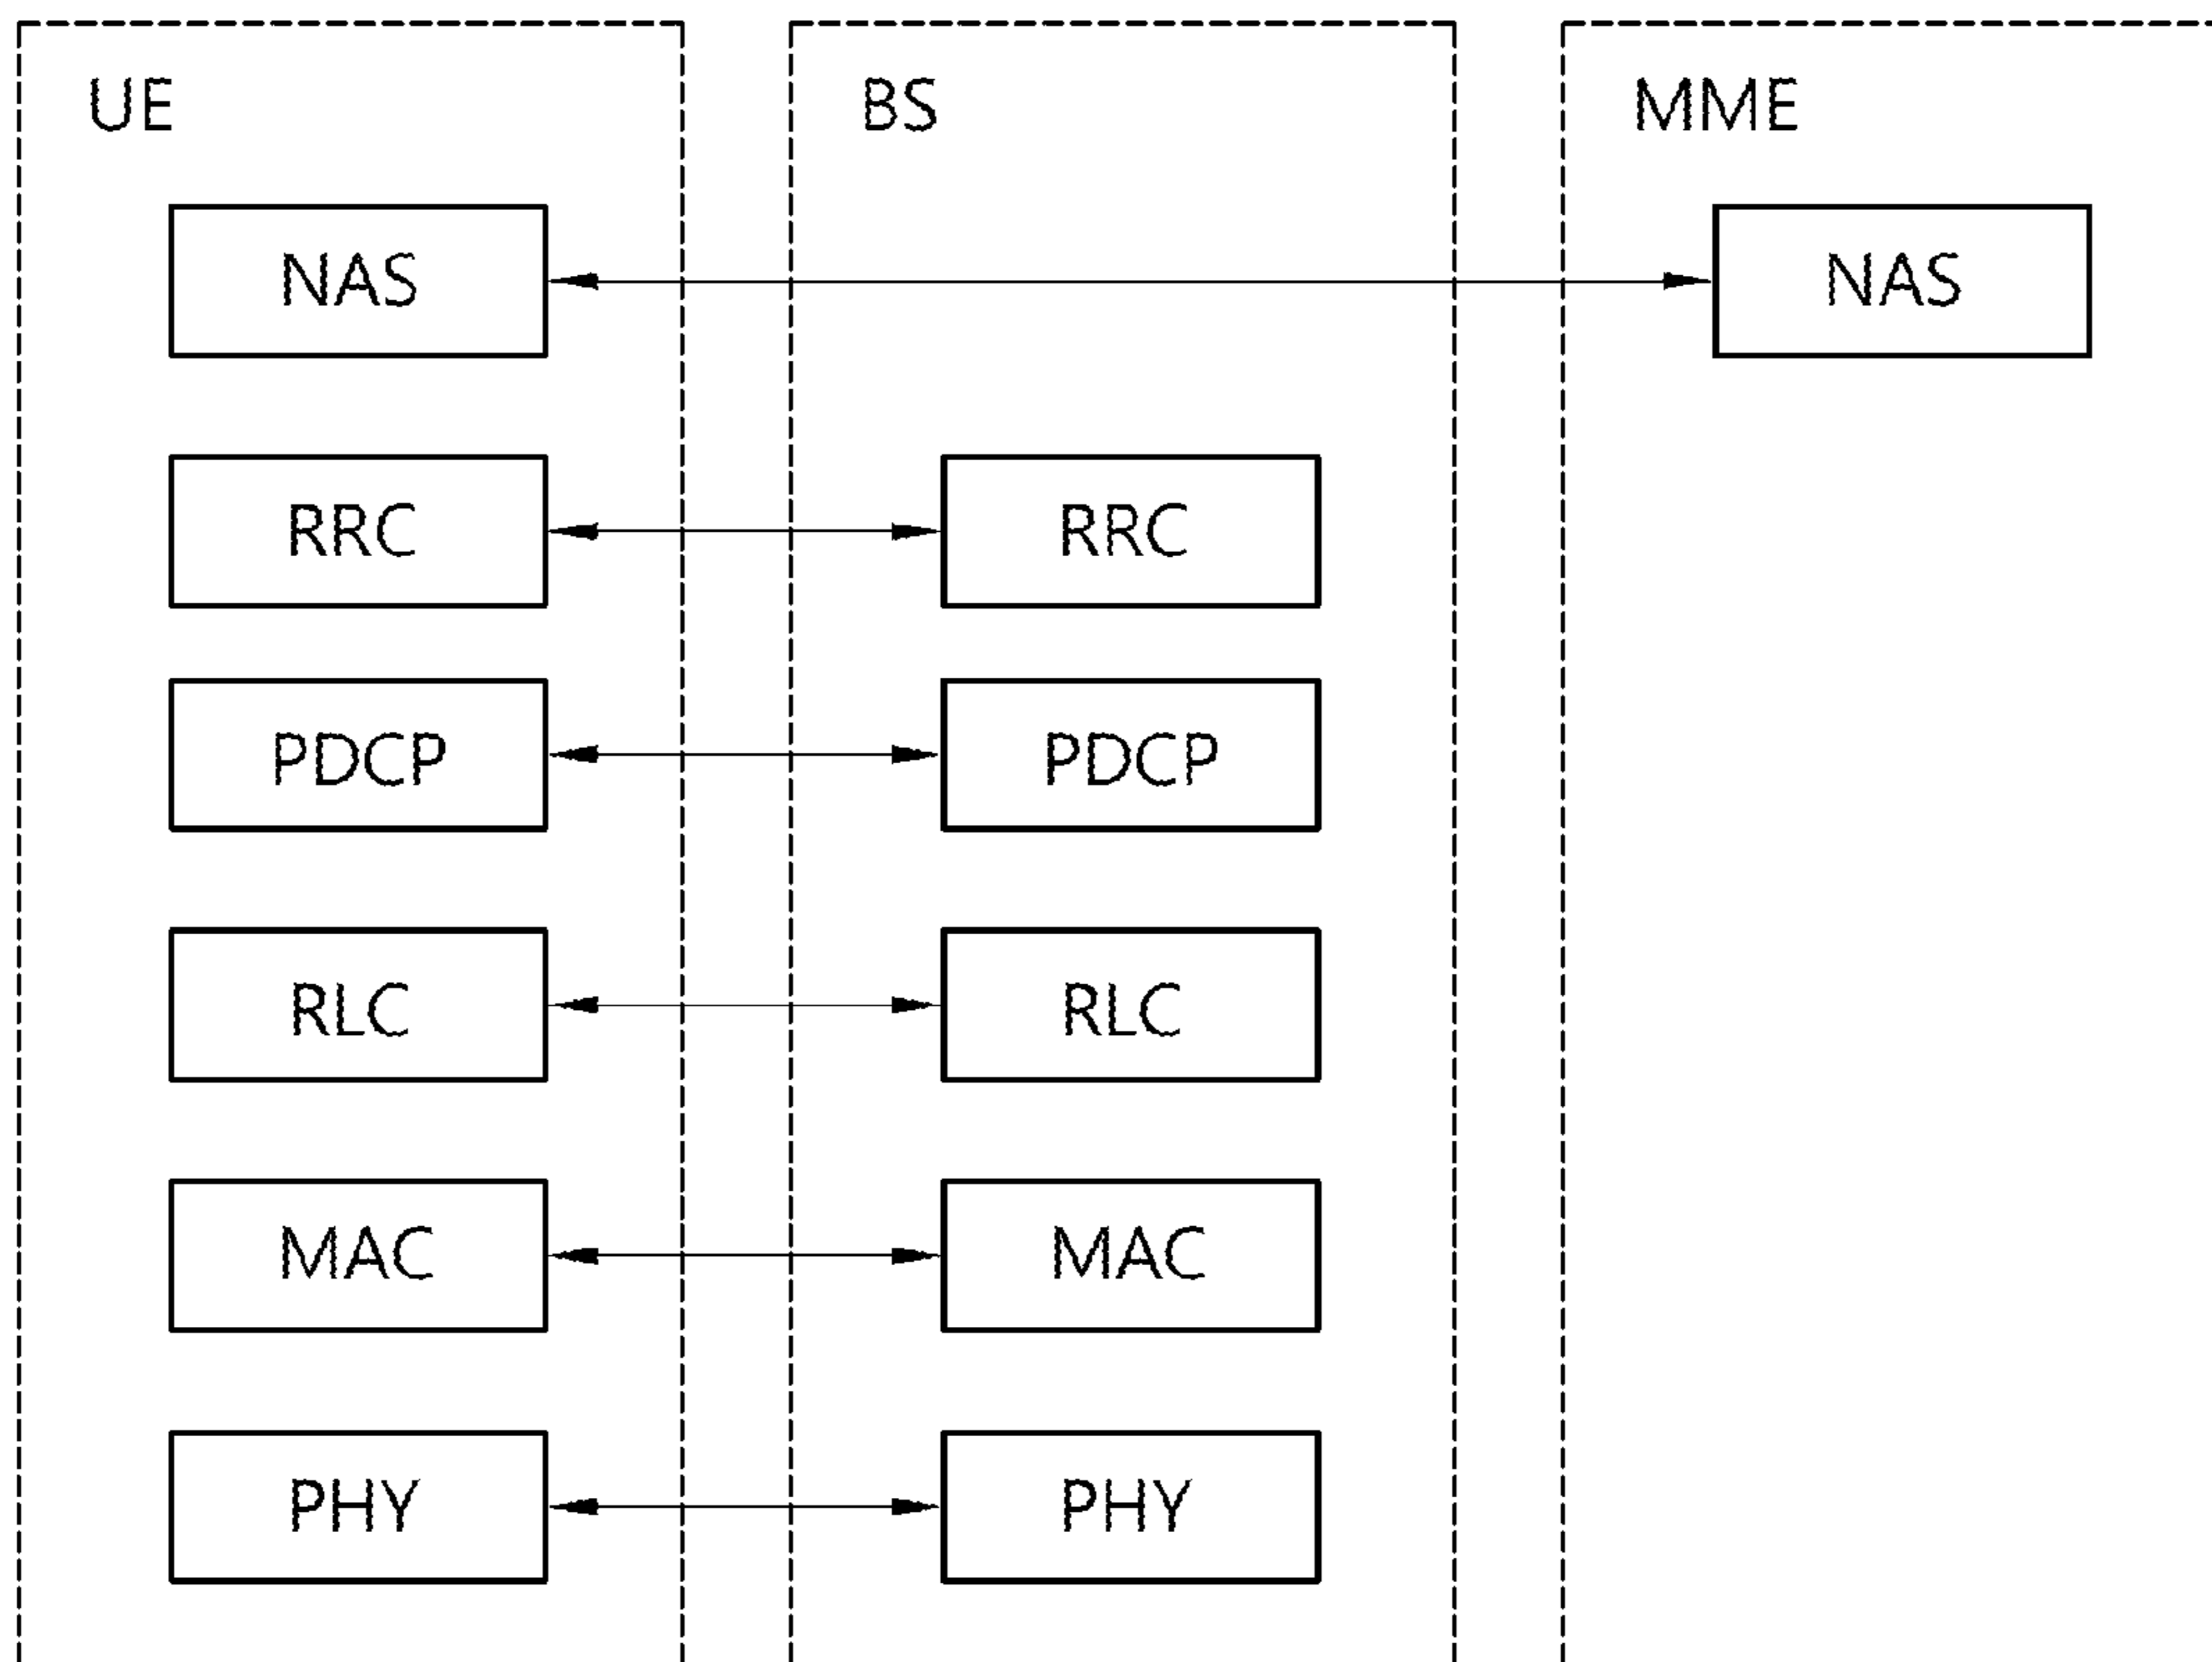 UE BS MME
NAS NAS
RRC RRC
PDCP PDCP
RLC RLC
MAC MAC
PHY PHY